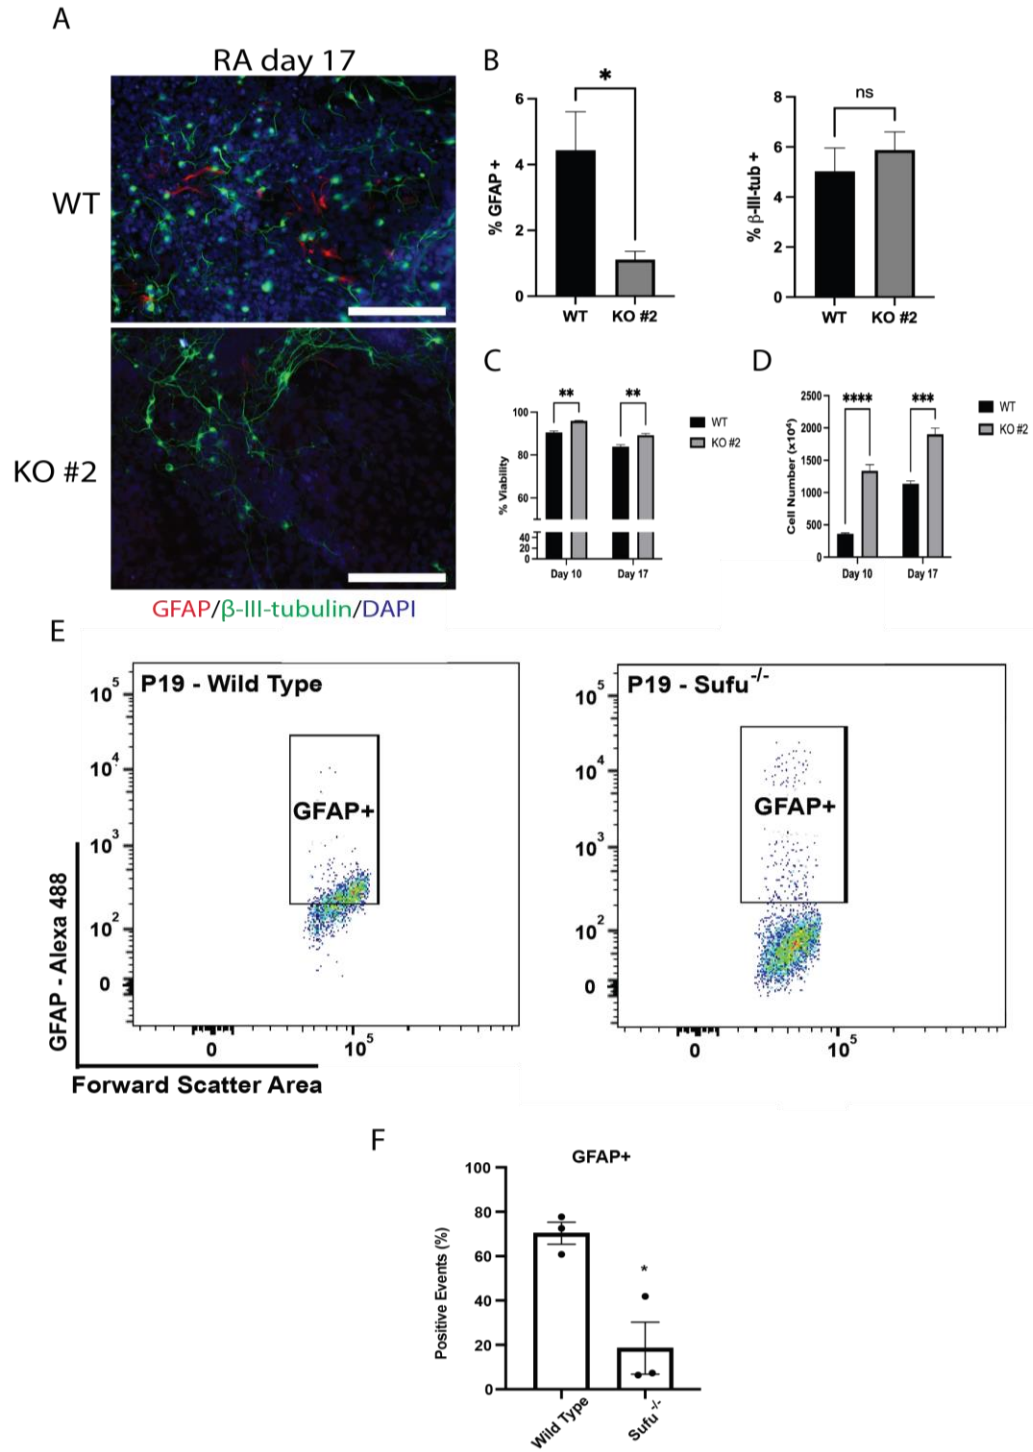 A
RA day 17
WT
KO #2
GFAP/β-III-tubulin/DAPI
B
*
% GFAP +
6
4
2
0
WT KO #2
ns
% β-III-tub +
8
6
4
2
0
WT KO #2
C
** **
% Viability
100
80
60
40
20
0
Day 10 Day 17
WT
KO #2
D
**** ***
Cell Number (x10⁴)
2500
2000
1500
1000
500
0
Day 10 Day 17
WT
KO #2
E
P19 - Wild Type
GFAP+
10⁵
10⁴
10³
10²
0
0 10⁵
GFAP - Alexa 488
Forward Scatter Area
P19 - Sufu⁻/⁻
GFAP+
10⁵
10⁴
10³
10²
0
0 10⁵
F
GFAP+
Positive Events (%)
100
80
60
40
20
0
*
Wild Type
Sufu⁻/⁻